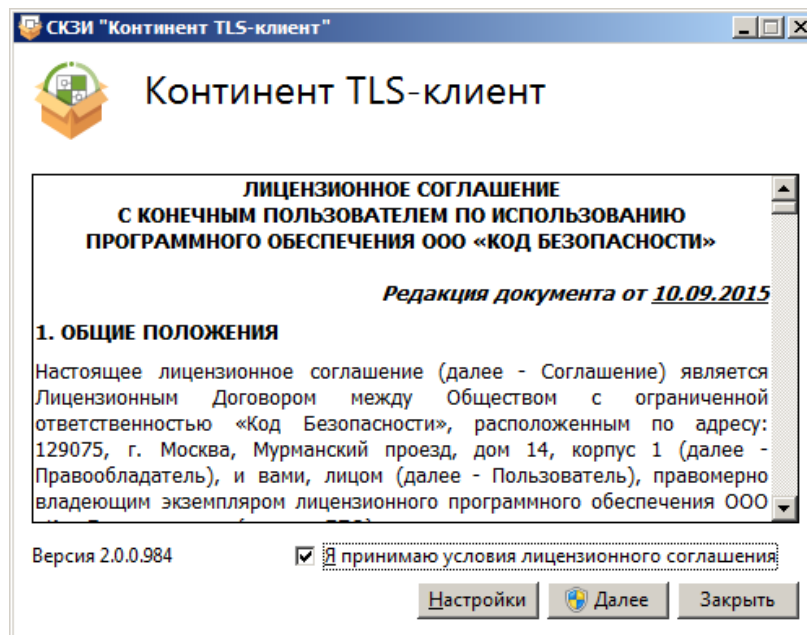 СКЗИ "Континент TLS-клиент"
Континент TLS-клиент
ЛИЦЕНЗИОННОЕ СОГЛАШЕНИЕ
С КОНЕЧНЫМ ПОЛЬЗОВАТЕЛЕМ ПО ИСПОЛЬЗОВАНИЮ
ПРОГРАММНОГО ОБЕСПЕЧЕНИЯ ООО «КОД БЕЗОПАСНОСТИ»
Редакция документа от 10.09.2015
1. ОБЩИЕ ПОЛОЖЕНИЯ
Настоящее лицензионное соглашение (далее - Соглашение) является
Лицензионным Договором между Обществом с ограниченной
ответственностью «Код Безопасности», расположенным по адресу:
129075, г. Москва, Мурманский проезд, дом 14, корпус 1 (далее -
Правообладатель), и вами, лицом (далее - Пользователь), правомерно
владеющим экземпляром лицензионного программного обеспечения ООО
Версия 2.0.0.984
Я принимаю условия лицензионного соглашения
Настройки
Далее
Закрыть